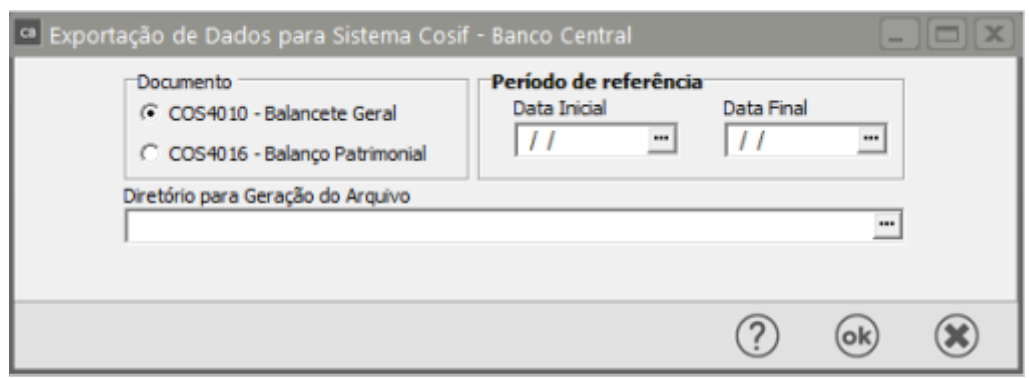 CB Exportação de Dados para Sistema Cosif - Banco Central
Documento
COS4010 - Balancete Geral
COS4016 - Balanço Patrimonial
Período de referência
Data Inicial Data Final
/ / ... / / ...
Diretório para Geração do Arquivo
...
? ok